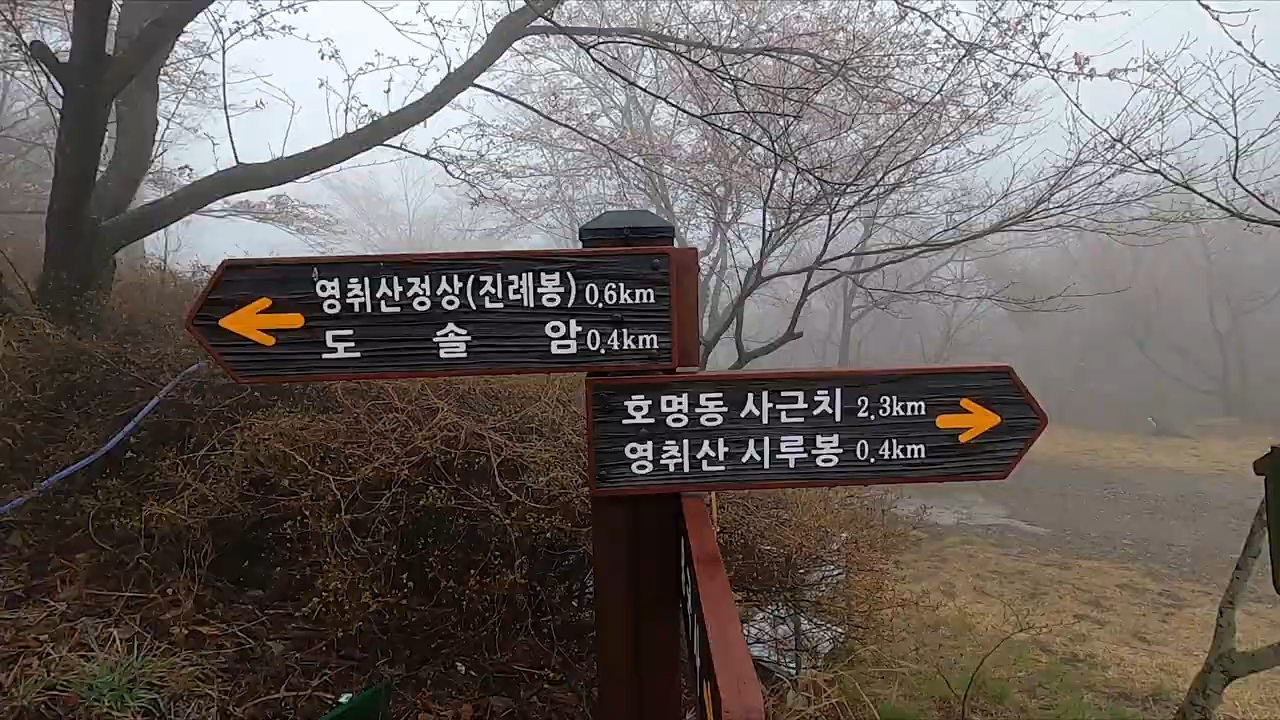 영취산정상(진례봉) 0.6km
도 솔 암 0.4km
호명동 사근치 2.3km
영취산 시루봉 0.4km